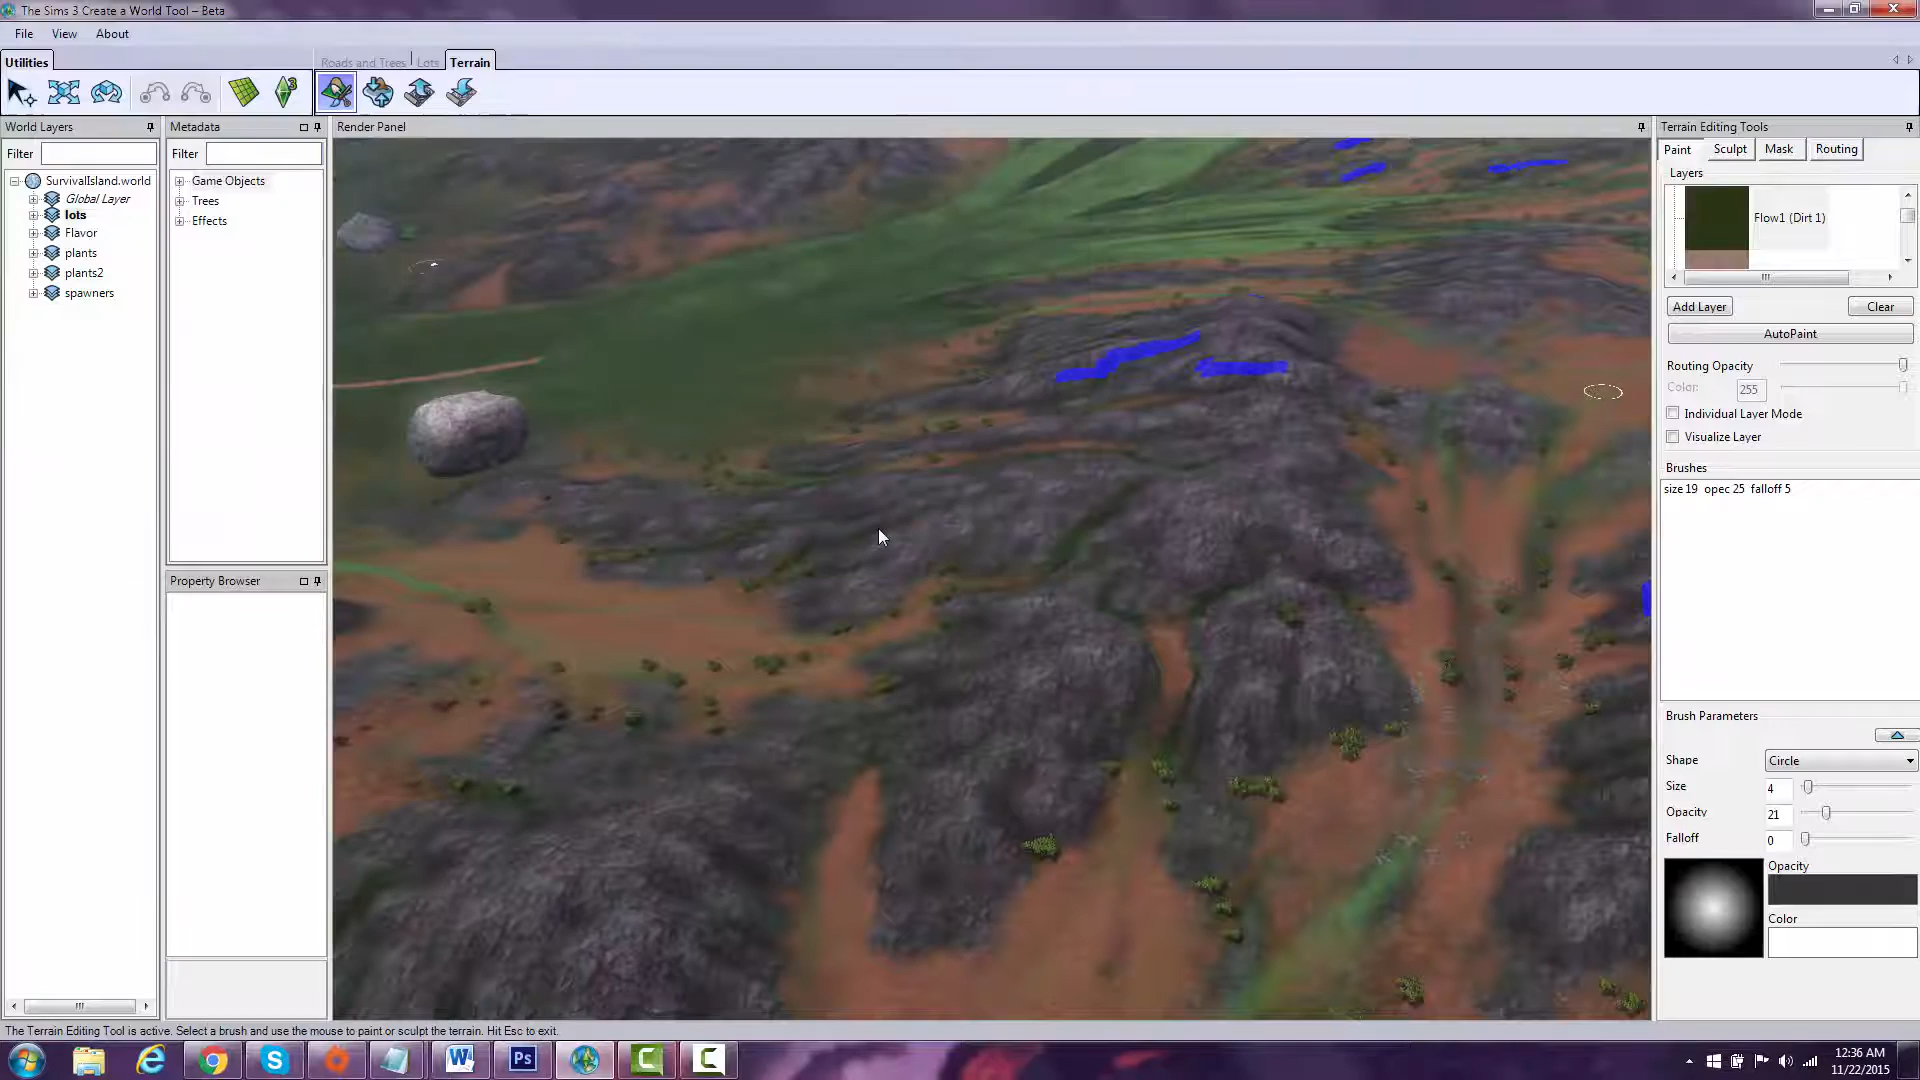 The Sims 3 Create a World Tool – Beta
File View About
Utilities Roads and Trees Lots Terrain
World Layers
Filter
SurvivalIsland.world
Global Layer
lots
Flavor
plants
plants2
spawners
Metadata
Filter
Game Objects
Trees
Effects
Property Browser
Render Panel
Terrain Editing Tools
Paint Sculpt Mask Routing
Layers
Flow1 (Dirt 1)
Add Layer Clear
AutoPaint
Routing Opacity
Color: 255
Individual Layer Mode
Visualize Layer
Brushes
size 19 opec 25 falloff 5
Brush Parameters
Shape Circle
Size 4
Opacity 21
Falloff 0
Opacity
Color
The Terrain Editing Tool is active. Select a brush and use the mouse to paint or sculpt the terrain. Hit Esc to exit.
12:36 AM
11/22/2015